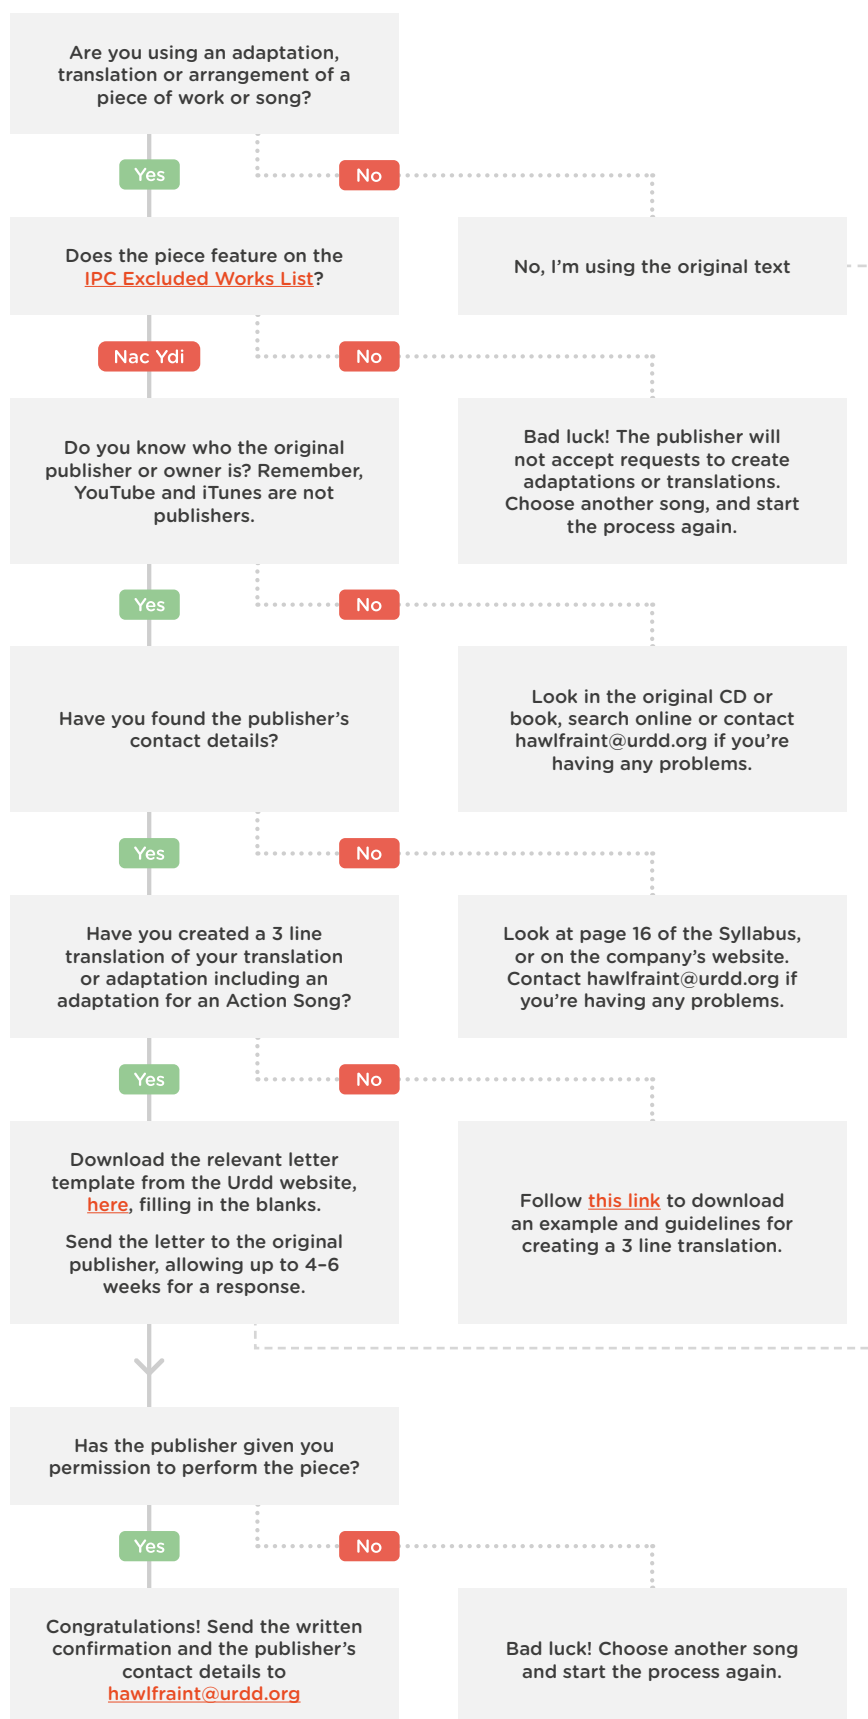 Are you using an adaptation,
translation or arrangement of a
piece of work or song?
Yes
No
Does the piece feature on the
IPC Excluded Works List?
No, I'm using the original text
Nac Ydi
No
Do you know who the original
publisher or owner is? Remember,
YouTube and iTunes are not
publishers.
Bad luck! The publisher will
not accept requests to create
adaptations or translations.
Choose another song, and start
the process again.
Yes
No
Have you found the publisher's
contact details?
Look in the original CD or
book, search online or contact
hawlfraint@urdd.org if you're
having any problems.
Yes
No
Have you created a 3 line
translation of your translation
or adaptation including an
adaptation for an Action Song?
Look at page 16 of the Syllabus,
or on the company's website.
Contact hawlfraint@urdd.org if
you're having any problems.
Yes
No
Download the relevant letter
template from the Urdd website,
here, filling in the blanks.
Send the letter to the original
publisher, allowing up to 4–6
weeks for a response.
Follow this link to download
an example and guidelines for
creating a 3 line translation.
Has the publisher given you
permission to perform the piece?
Yes
No
Congratulations! Send the written
confirmation and the publisher's
contact details to
hawlfraint@urdd.org
Bad luck! Choose another song
and start the process again.